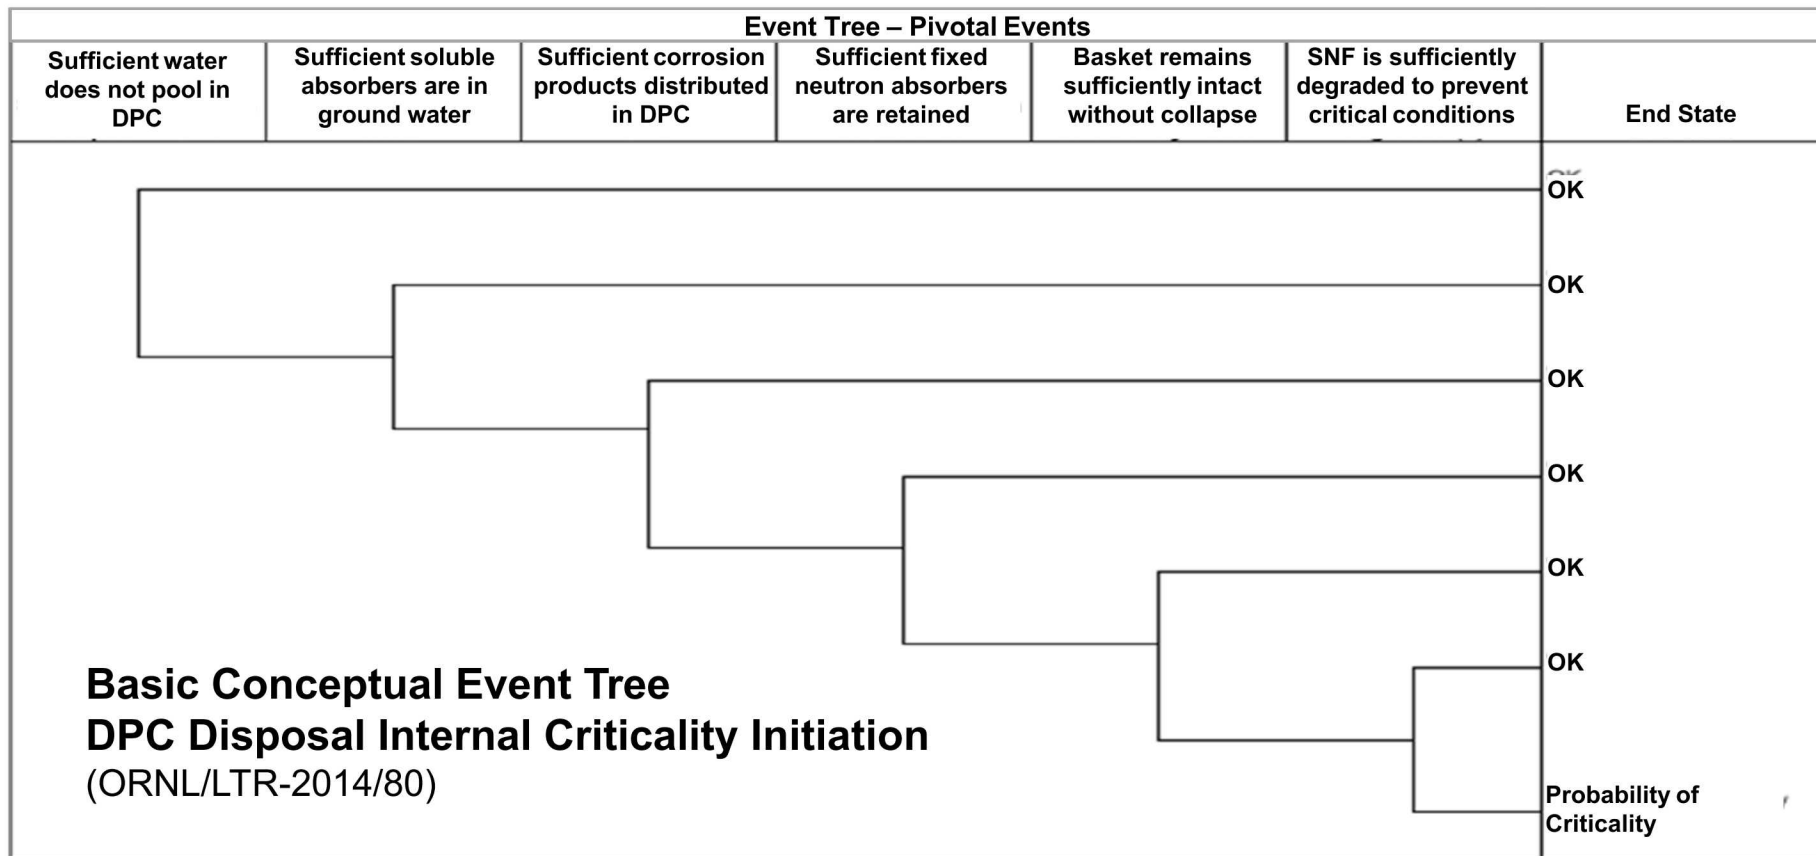 Event Tree – Pivotal Events
Sufficient water
does not pool in
DPC
Sufficient soluble
absorbers are in
ground water
Sufficient corrosion
products distributed
in DPC
Sufficient fixed
neutron absorbers
are retained
Basket remains
sufficiently intact
without collapse
SNF is sufficiently
degraded to prevent
critical conditions
End State
OK
OK
OK
OK
OK
OK
Probability of
Criticality
Basic Conceptual Event Tree
DPC Disposal Internal Criticality Initiation
(ORNL/LTR-2014/80)